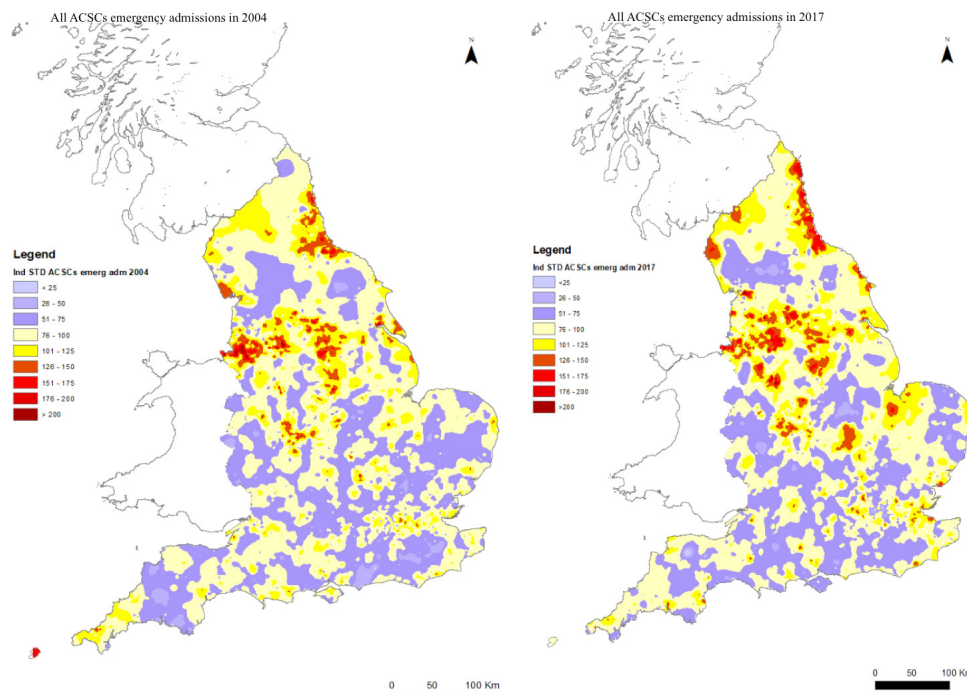 All ACSCs emergency admissions in 2004
All ACSCs emergency admissions in 2017
N
N
Legend
Ind STD ACSCs emerg adm 2004
< 25
26 - 50
51 - 75
76 - 100
101 - 125
126 - 150
151 - 175
176 - 200
> 200
Legend
Ind STD ACSCs emerg adm 2017
<25
26 - 50
51 - 75
76 - 100
101 - 125
126 - 150
151 - 175
176 - 200
>200
0 50 100 Km
0 50 100 Km